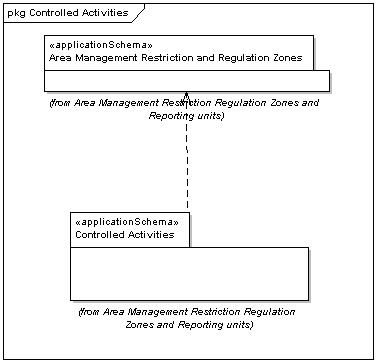 pkg Controlled Activities
«applicationSchema»
Area Management Restriction and Regulation Zones
(from Area Management Restriction Regulation Zones and
Reporting units)
«applicationSchema»
Controlled Activities
(from Area Management Restriction Regulation
Zones and Reporting units)